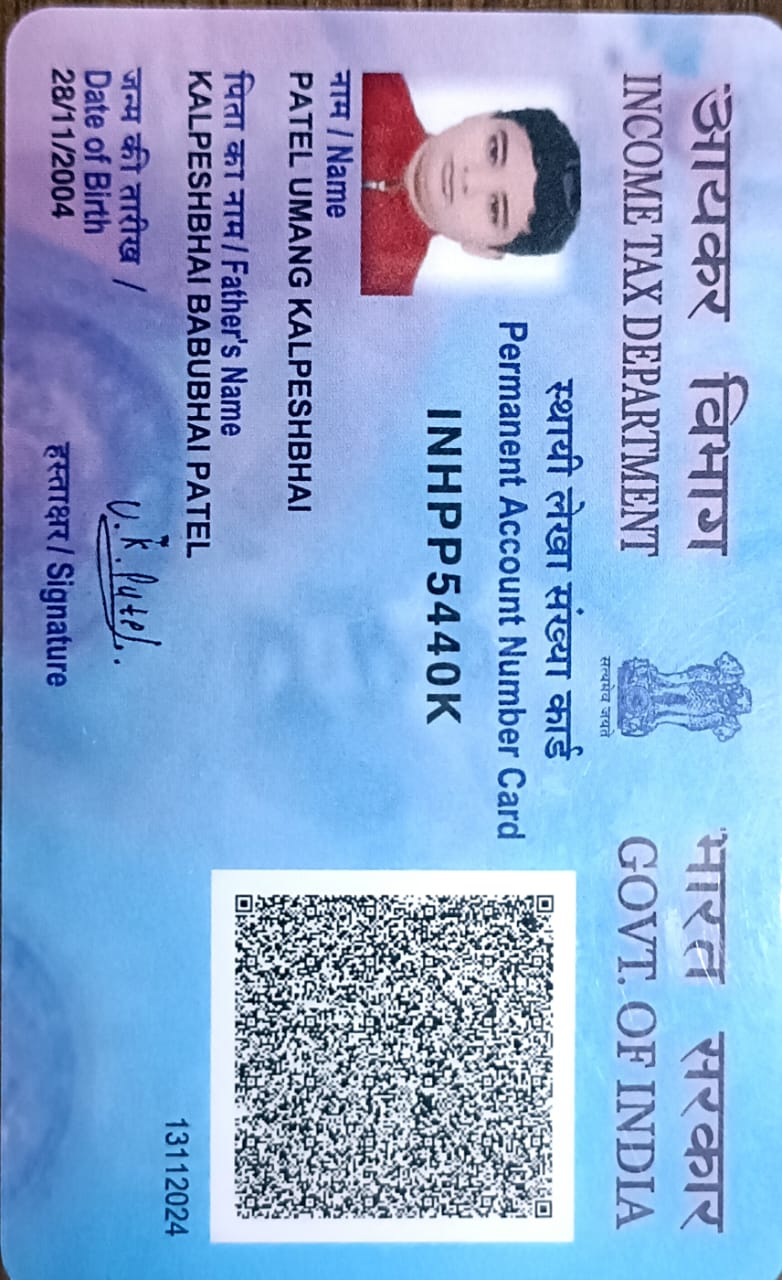 आयकर विभाग
INCOME TAX DEPARTMENT
सत्यमेव जयते
भारत सरकार
GOVT. OF INDIA
स्थायी लेखा संख्या कार्ड
Permanent Account Number Card
INHPP5440K
नाम / Name
PATEL UMANG KALPESHBHAI
पिता का नाम / Father's Name
KALPESHBHAI BABUBHAI PATEL
जन्म की तारीख /
Date of Birth
28/11/2004
U.K.Patel.
हस्ताक्षर / Signature
13112024